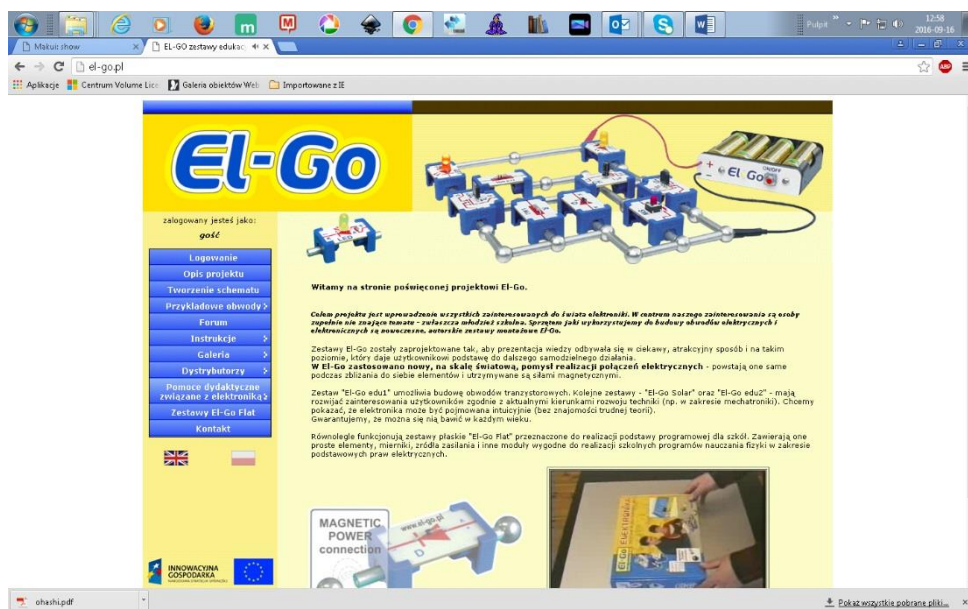 Pulpit
12:58
2016-09-16
Makui: show
EL-GO zestawy edukac
el-go.pl
ABP
Aplikacje
Centrum Volume Lice
Galeria obiektów Web
Importowane z IE
El-Go
+
-
El Go
ON/OFF
LED
zalogowany jesteś jako:
gość
Logowanie
Opis projektu
Tworzenie schematu
Przykładowe obwody >
Forum
Instrukcje >
Galeria >
Dystrybutorzy >
Pomoce dydaktyczne
związane z elektroniką >
Zestawy El-Go Flat
Kontakt
INNOWACYJNA
GOSPODARKA
Witamy na stronie poświęconej projektowi El-Go.
Celem projektu jest wprowadzenie wszystkich zainteresowanych do świata elektroniki. W centrum naszego zainteresowania są osoby
zupełnie nie znające tematu - zwłaszcza młodzież szkolna. Sprzętem jaki wykorzystujemy do budowy obwodów elektrycznych i
elektronicznych są nowoczesne, autorskie zestawy montażowe El-Go.
Zestawy El-Go zostały zaprojektowane tak, aby prezentacja wiedzy odbywała się w ciekawy, atrakcyjny sposób i na takim
poziomie, który daje użytkownikowi podstawę do dalszego samodzielnego działania.
W El-Go zastosowano nowy, na skalę światową, pomysł realizacji połączeń elektrycznych - powstają one same
podczas zbliżania do siebie elementów i utrzymywane są siłami magnetycznymi.
Zestaw "El-Go edu1" umożliwia budowę obwodów tranzystorowych. Kolejne zestawy - "El-Go Solar" oraz "El-Go edu2" - mają
rozwijać zainteresowania użytkowników zgodnie z aktualnymi kierunkami rozwoju techniki (np. w zakresie mechatroniki). Chcemy
pokazać, że elektronika może być pojmowana intuicyjnie (bez znajomości trudnej teorii).
Gwarantujemy, że można się nią bawić w każdym wieku.
Równolegle funkcjonują zestawy płaskie "El-Go Flat" przeznaczone do realizacji podstawy programowej dla szkół. Zawierają one
proste elementy, mierniki, źródła zasilania i inne moduły wygodne do realizacji szkolnych programów nauczania fizyki w zakresie
podstawowych praw elektrycznych.
MAGNETIC
POWER
connection
www.el-go.pl
D
El-Go ELEKTRONIKA
ohashi.pdf
Pokaż wszystkie pobrane pliki...